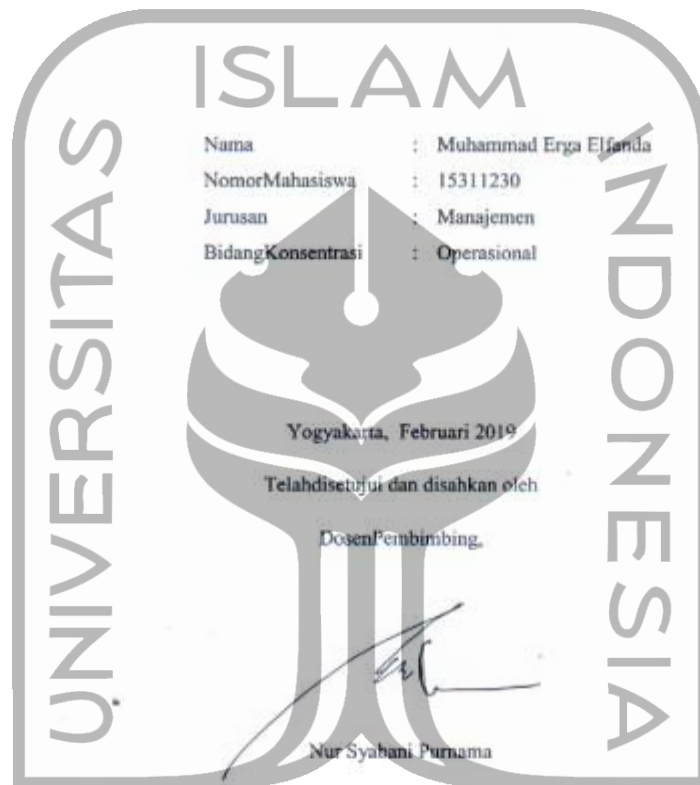 ISLAM
UNIVERSITAS
INDONESIA
Nama : Muhammad Erga Elfanda
NomorMahasiswa : 15311230
Jurusan : Manajemen
BidangKonsentrasi : Operasional
Yogyakarta, Februari 2019
Telahdisetujui dan disahkan oleh
DosenPembimbing,
Nur Syabani Purnama